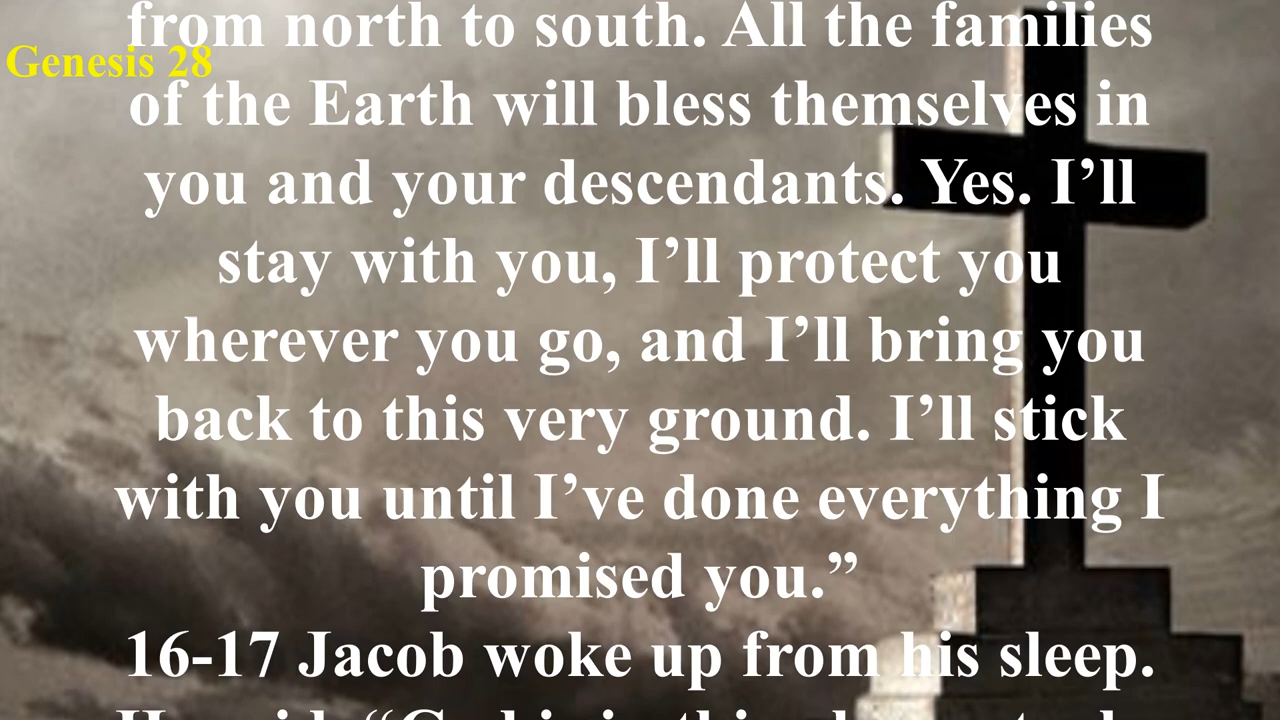 from north to south. All the families
Genesis 28
of the Earth will bless themselves in
you and your descendants. Yes. I’ll
stay with you, I’ll protect you
wherever you go, and I’ll bring you
back to this very ground. I’ll stick
with you until I’ve done everything I
promised you.”
16-17 Jacob woke up from his sleep.